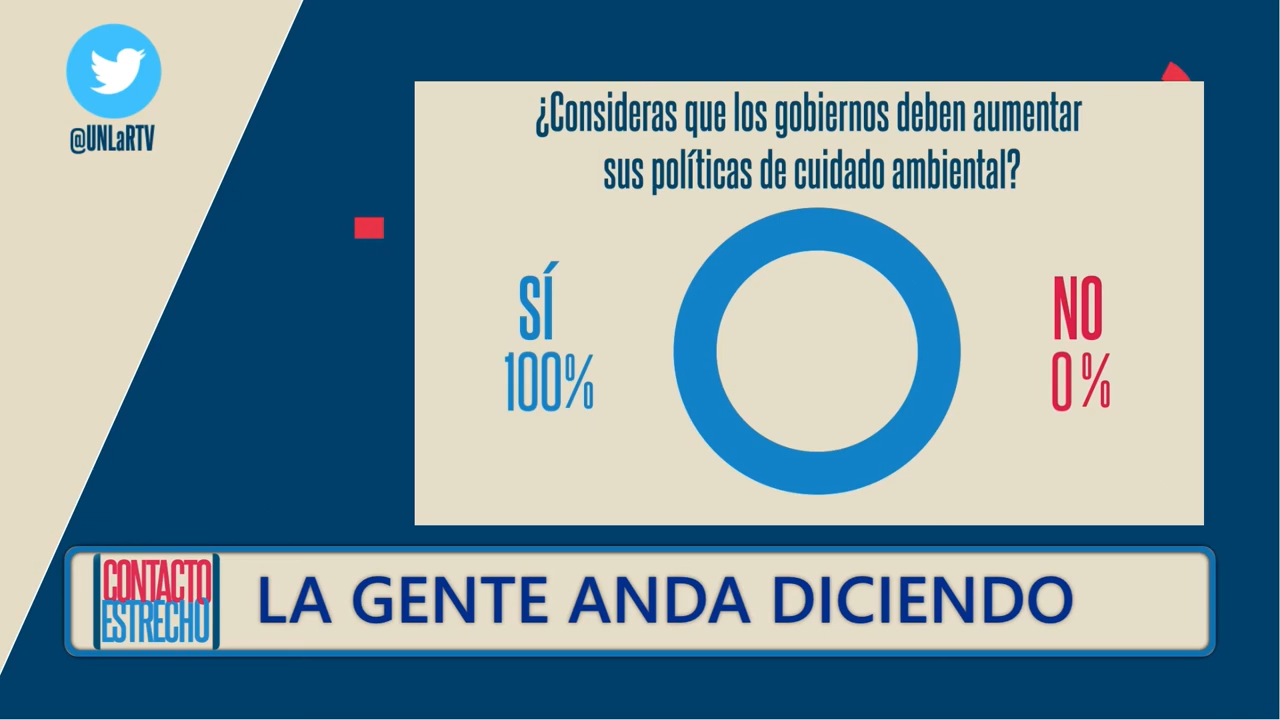 @UNLaRTV
¿Consideras que los gobiernos deben aumentar
sus políticas de cuidado ambiental?
SÍ
100%
NO
0%
CONTACTO
ESTRECHO
LA GENTE ANDA DICIENDO